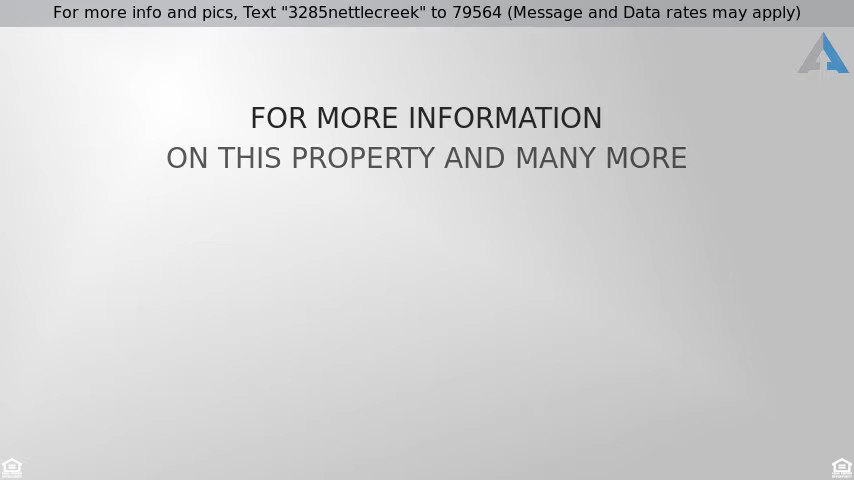 For more info and pics, Text "3285nettlecreek" to 79564 (Message and Data rates may apply)
FOR MORE INFORMATION
ON THIS PROPERTY AND MANY MORE